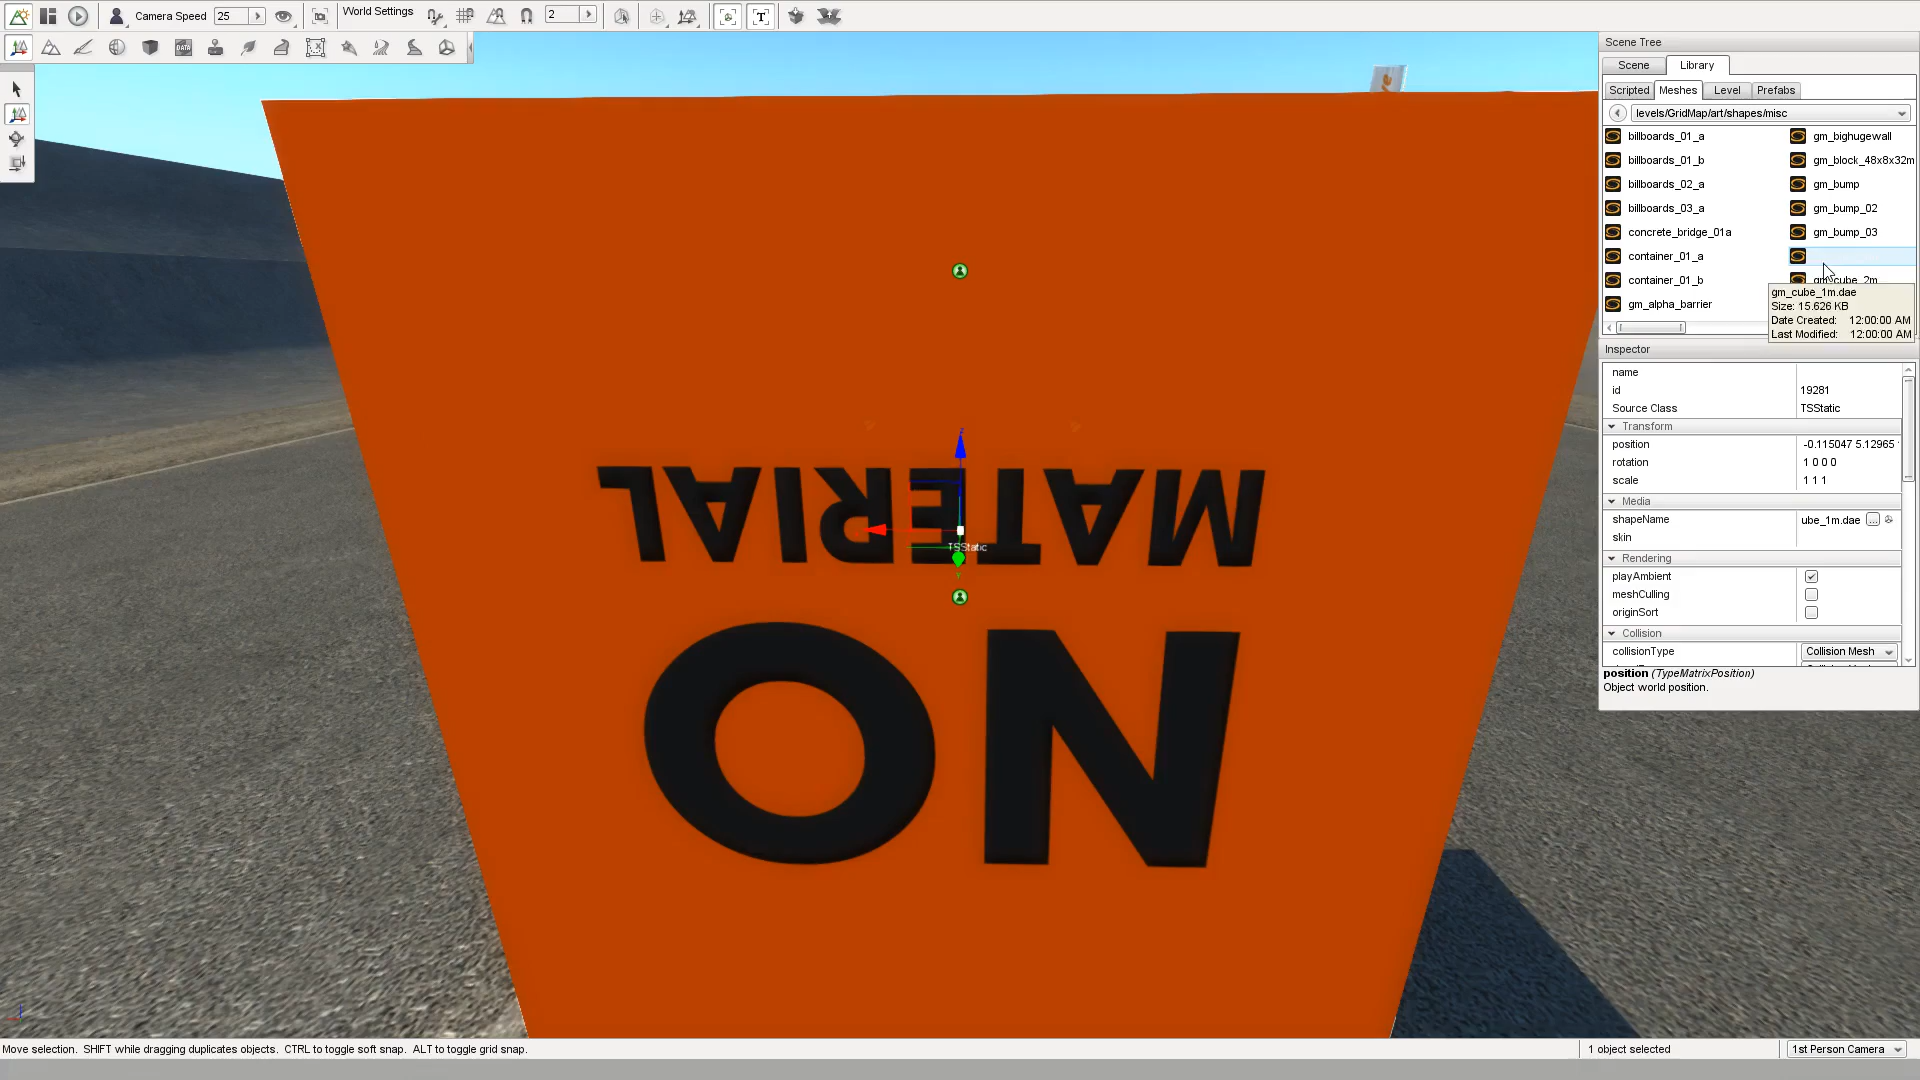 Camera Speed 25 World Settings 2
DATA T
Scene Tree
Scene Library
Scripted Meshes Level Prefabs
levels/GridMap/art/shapes/misc
billboards_01_a gm_bighugewall
billboards_01_b gm_block_48x8x32m
billboards_02_a gm_bump
billboards_03_a gm_bump_02
concrete_bridge_01a gm_bump_03
container_01_a
container_01_b gm_cube_2m
gm_alpha_barrier
gm_cube_1m.dae
Size: 15.626 KB
Date Created: 12:00:00 AM
Last Modified: 12:00:00 AM
Inspector
name
id 19281
Source Class TSStatic
Transform
position -0.115047 5.12965
rotation 1 0 0 0
scale 1 1 1
Media
shapeName ube_1m.dae ...
skin
Rendering
playAmbient
meshCulling
originSort
Collision
collisionType Collision Mesh
position (TypeMatrixPosition)
Object world position.
NO
MATERIAL
TSStatic
Move selection. SHIFT while dragging duplicates objects. CTRL to toggle soft snap. ALT to toggle grid snap.
1 object selected
1st Person Camera